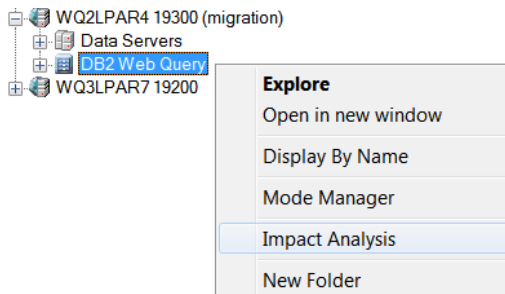 WQ2LPAR4 19300 (migration)
Data Servers
DB2 Web Query
WQ3LPAR7 19200
Explore
Open in new window
Display By Name
Mode Manager
Impact Analysis
New Folder